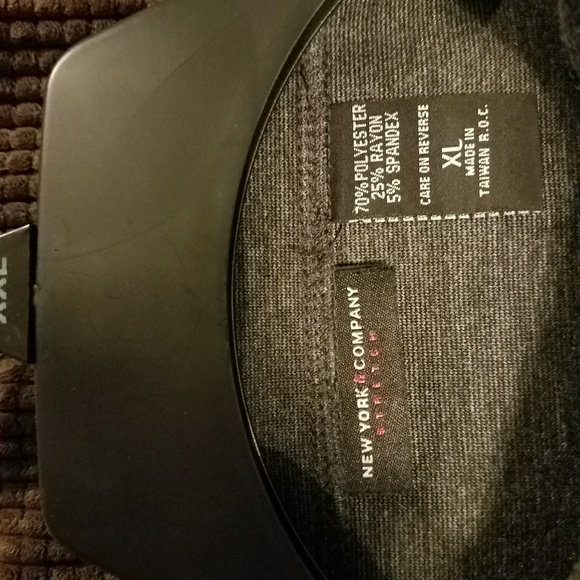 70% POLYESTER
25% RAYON
5% SPANDEX
CARE ON REVERSE
XL
MADE IN
TAIWAN R.O.C.
NEW YORK & COMPANY
STRETCH
XXL